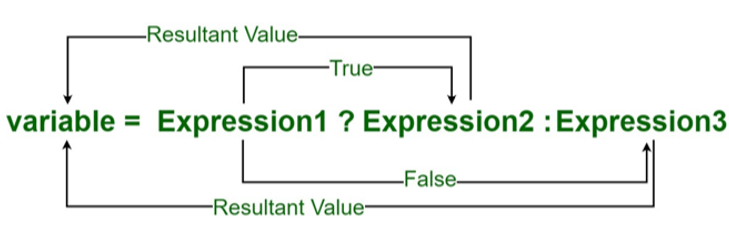 Resultant Value
True
variable = Expression1 ? Expression2 : Expression3
False
Resultant Value